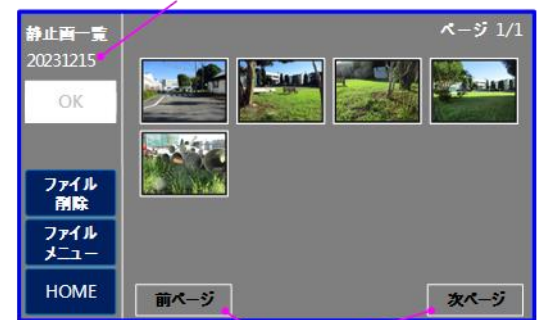 静止画一覧
20231215
ページ 1/1
OK
ファイル
削除
ファイル
メニュー
HOME
前ページ
次ページ